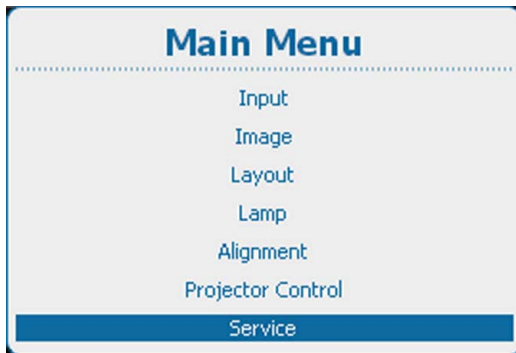 Main Menu
Input
Image
Layout
Lamp
Alignment
Projector Control
Service